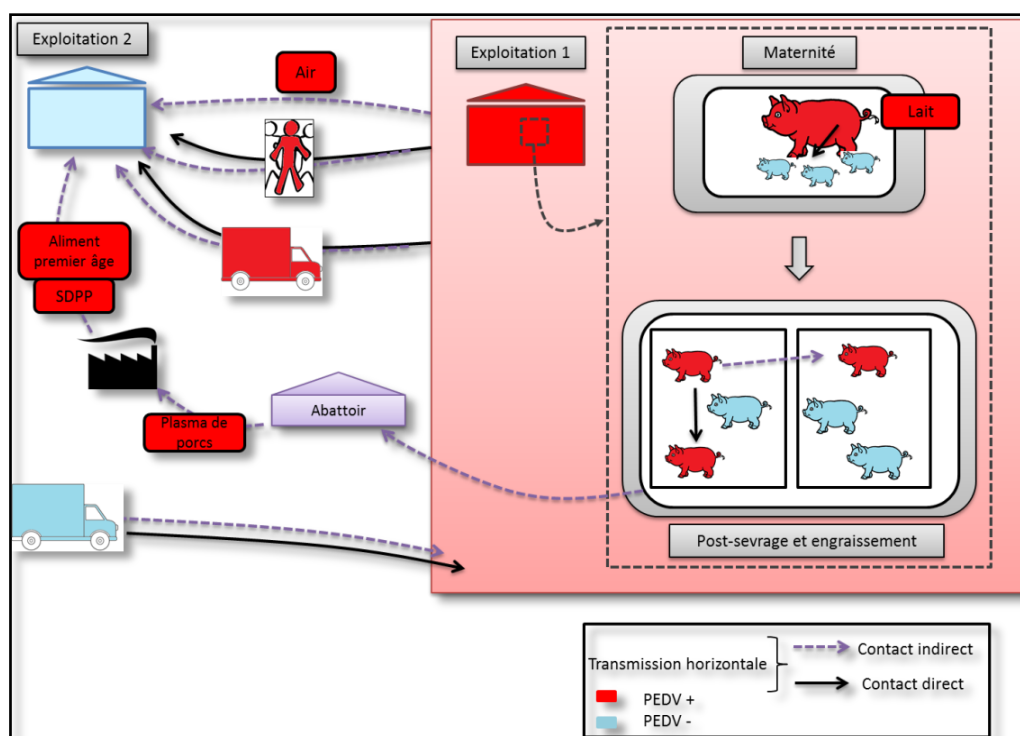 Exploitation 2
Exploitation 1
Maternité
Air
Lait
Aliment
premier âge
SDPP
Abattoir
Plasma de
porcs
Post-sevrage et engraissement
Transmission horizontale
Contact indirect
Contact direct
PEDV +
PEDV -